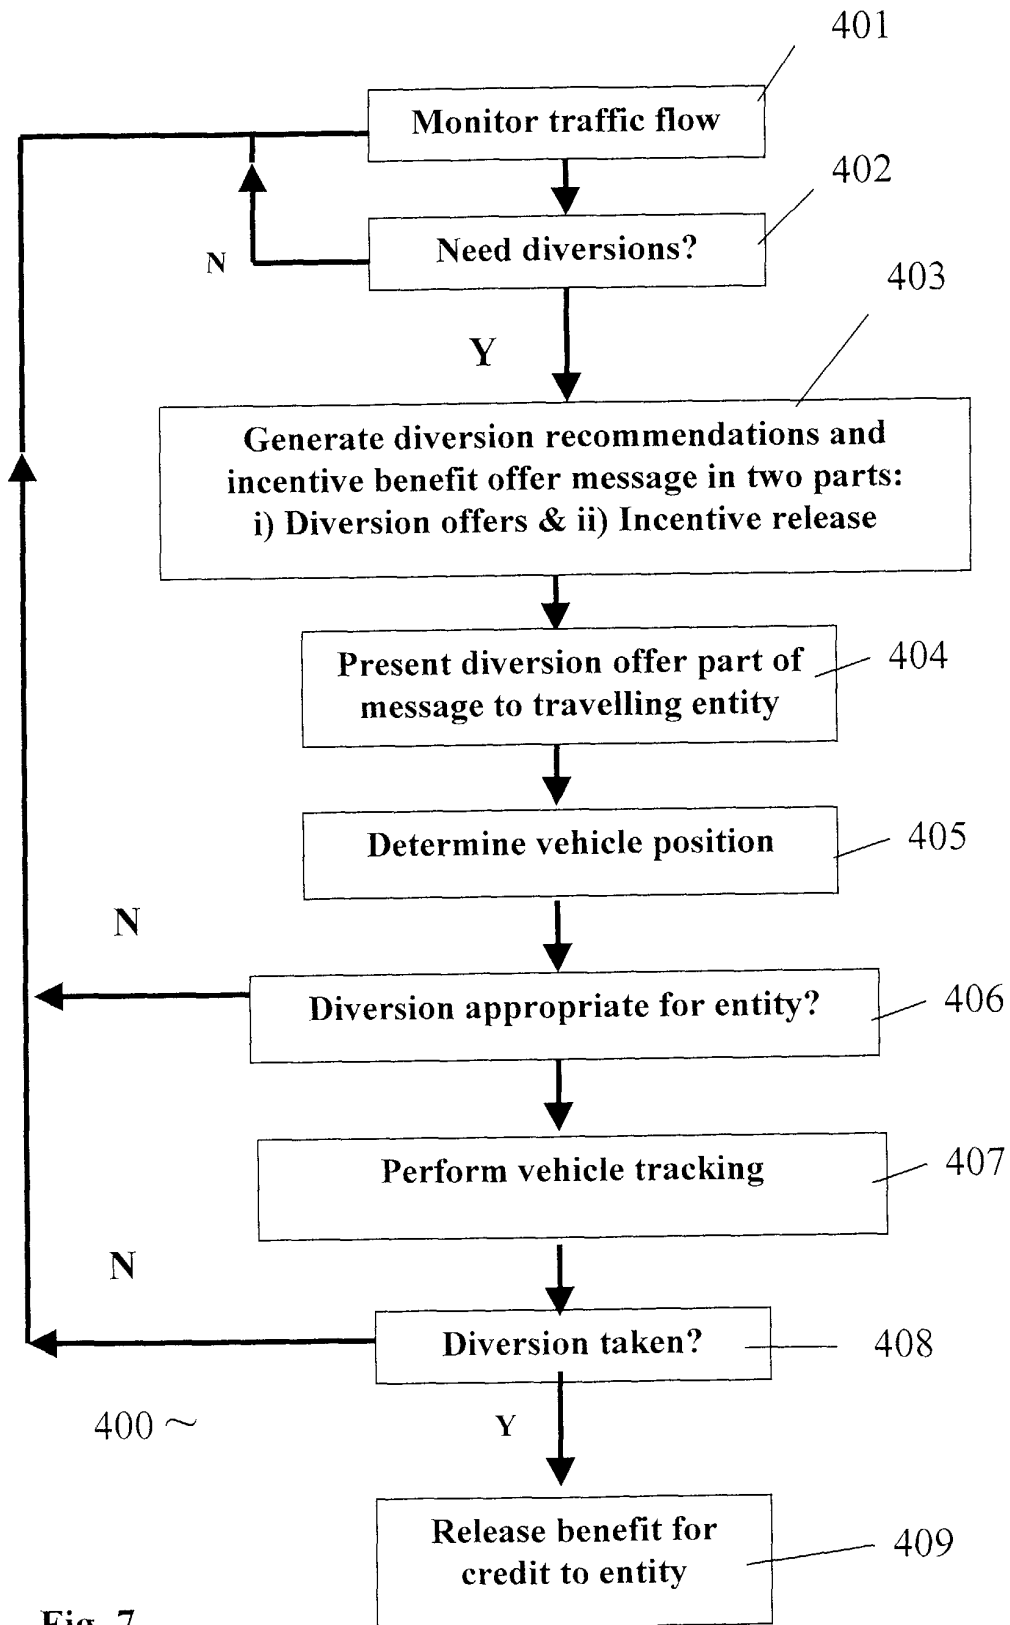 401
Monitor traffic flow
402
Need diversions?
N
403
Y
Generate diversion recommendations and
incentive benefit offer message in two parts:
i) Diversion offers & ii) Incentive release
Present diversion offer part of
message to travelling entity
404
Determine vehicle position
405
N
Diversion appropriate for entity?
406
Perform vehicle tracking
407
N
Diversion taken?
408
400 ~
Y
Release benefit for
credit to entity
409
Fig. 7